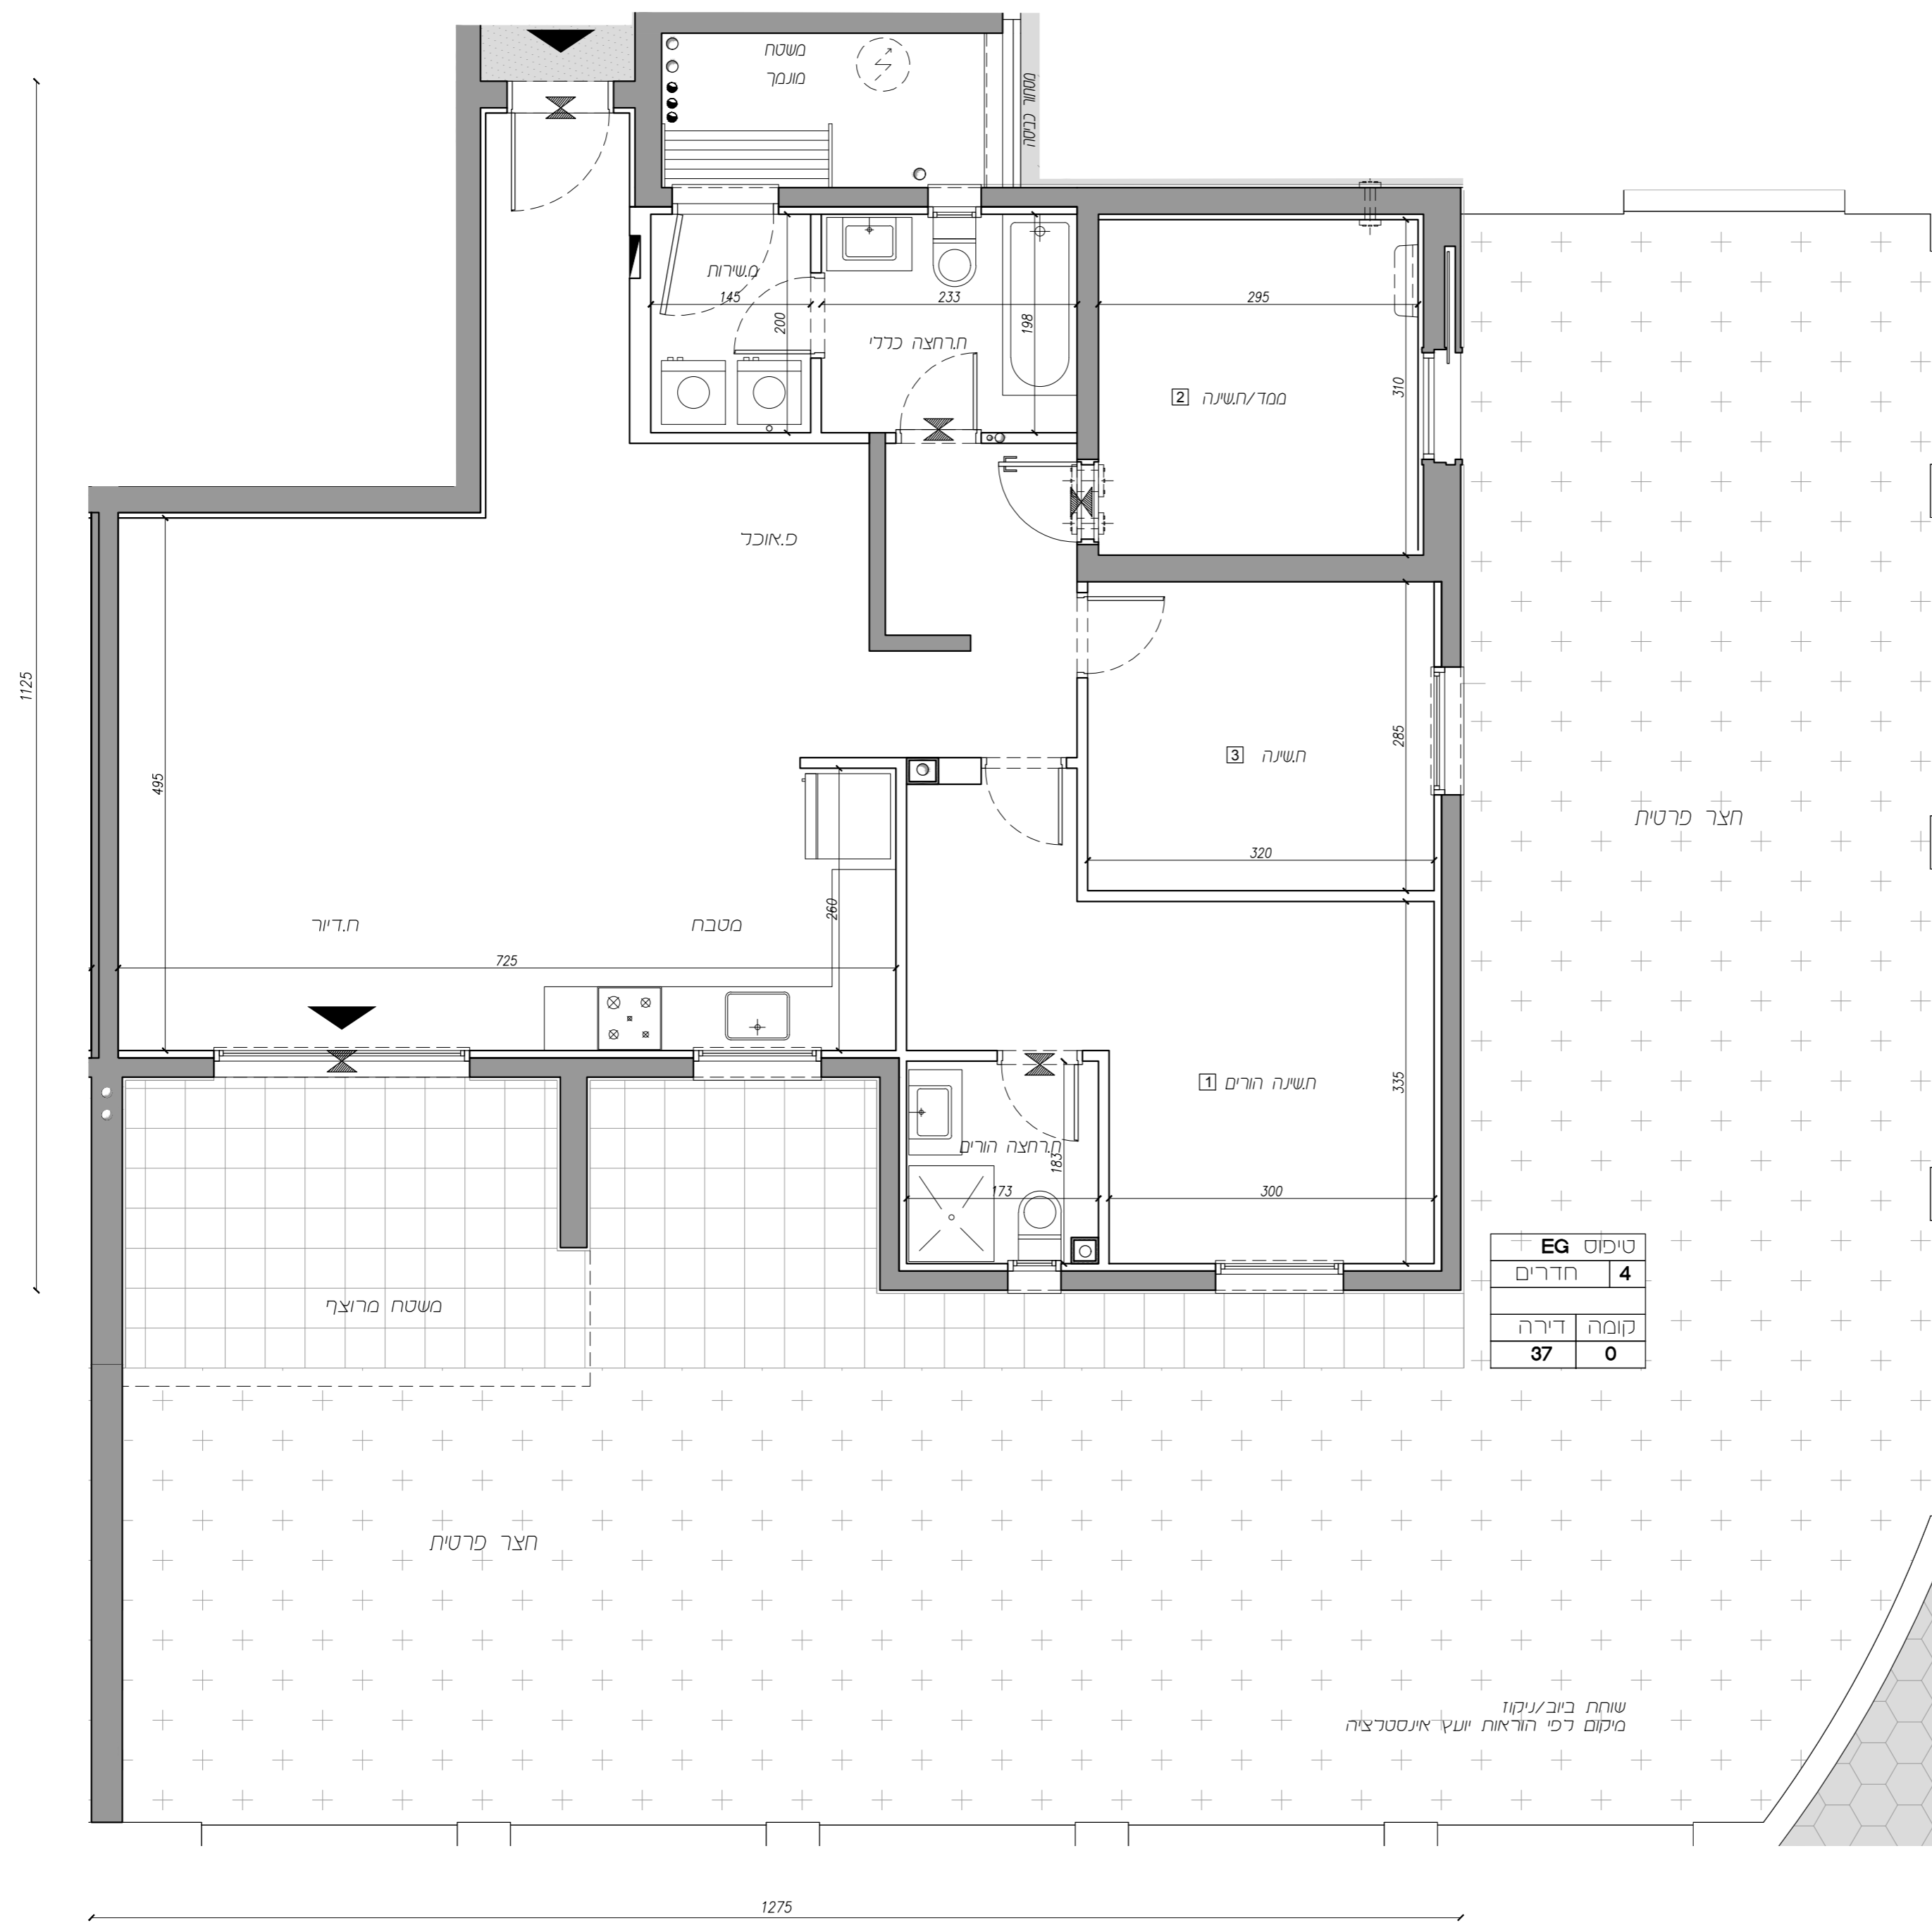 משטח
מונמך
מסתור כביסה
מ.שירות
145
200
233
198
ח.רחצה כללי
295
310
ממד/ח.שינה 2
פ.אוכל
1125
495
ח.שינה 3
285
320
חצר פרטית
260
ח.דיור
מטבח
725
ח.שינה הורים 1
335
ח.רחצה הורים
183
173
300
טיפוס EG
4 חדרים
קומה דירה
0 37
משטח מרוצף
חצר פרטית
שוחת ביוב/ניקוז
מיקום לפי הוראות יועץ אינסטלציה
1275